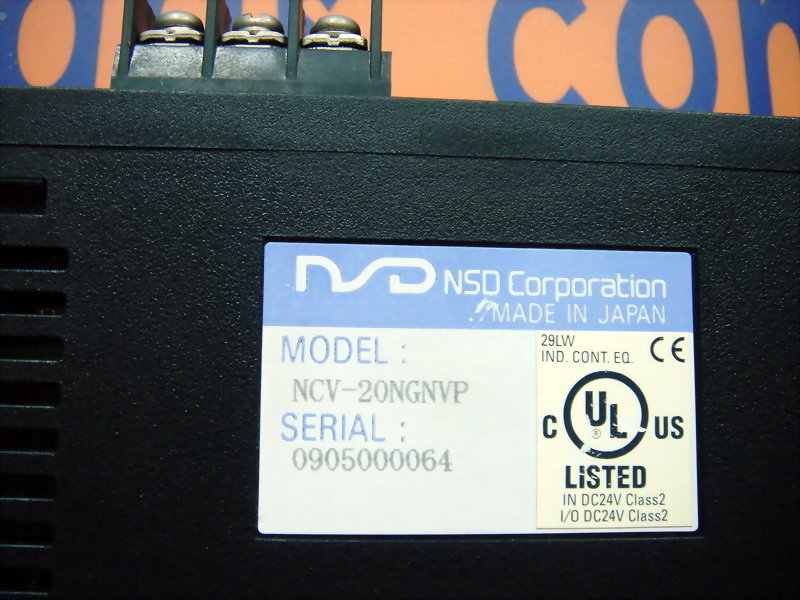 NSD NSD Corporation
MADE IN JAPAN
MODEL :
NCV-20NGNVP
SERIAL :
0905000064
29LW
IND. CONT. EQ.
CE
C UL US
®
LISTED
IN DC24V Class2
I/O DC24V Class2